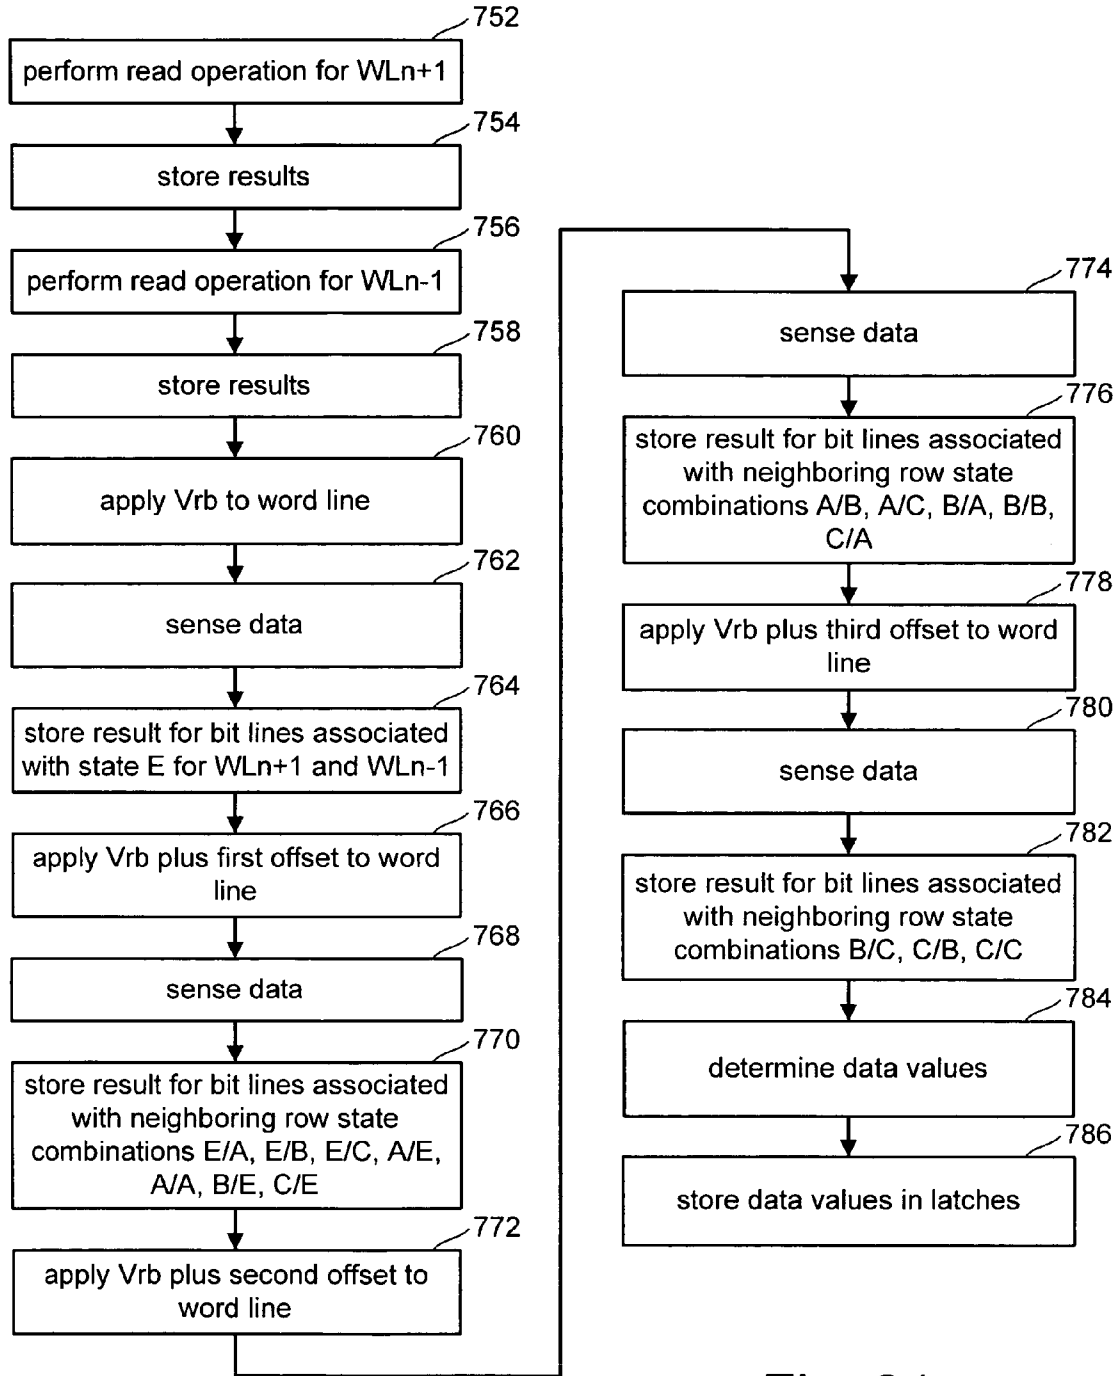 752
perform read operation for WLn+1
754
store results
756
perform read operation for WLn-1
758
store results
760
apply Vrb to word line
762
sense data
764
store result for bit lines associated
with state E for WLn+1 and WLn-1
766
apply Vrb plus first offset to word
line
768
sense data
770
store result for bit lines associated
with neighboring row state
combinations E/A, E/B, E/C, A/E,
A/A, B/E, C/E
772
apply Vrb plus second offset to
word line
774
sense data
776
store result for bit lines associated
with neighboring row state
combinations A/B, A/C, B/A, B/B,
C/A
778
apply Vrb plus third offset to word
line
780
sense data
782
store result for bit lines associated
with neighboring row state
combinations B/C, C/B, C/C
784
determine data values
786
store data values in latches